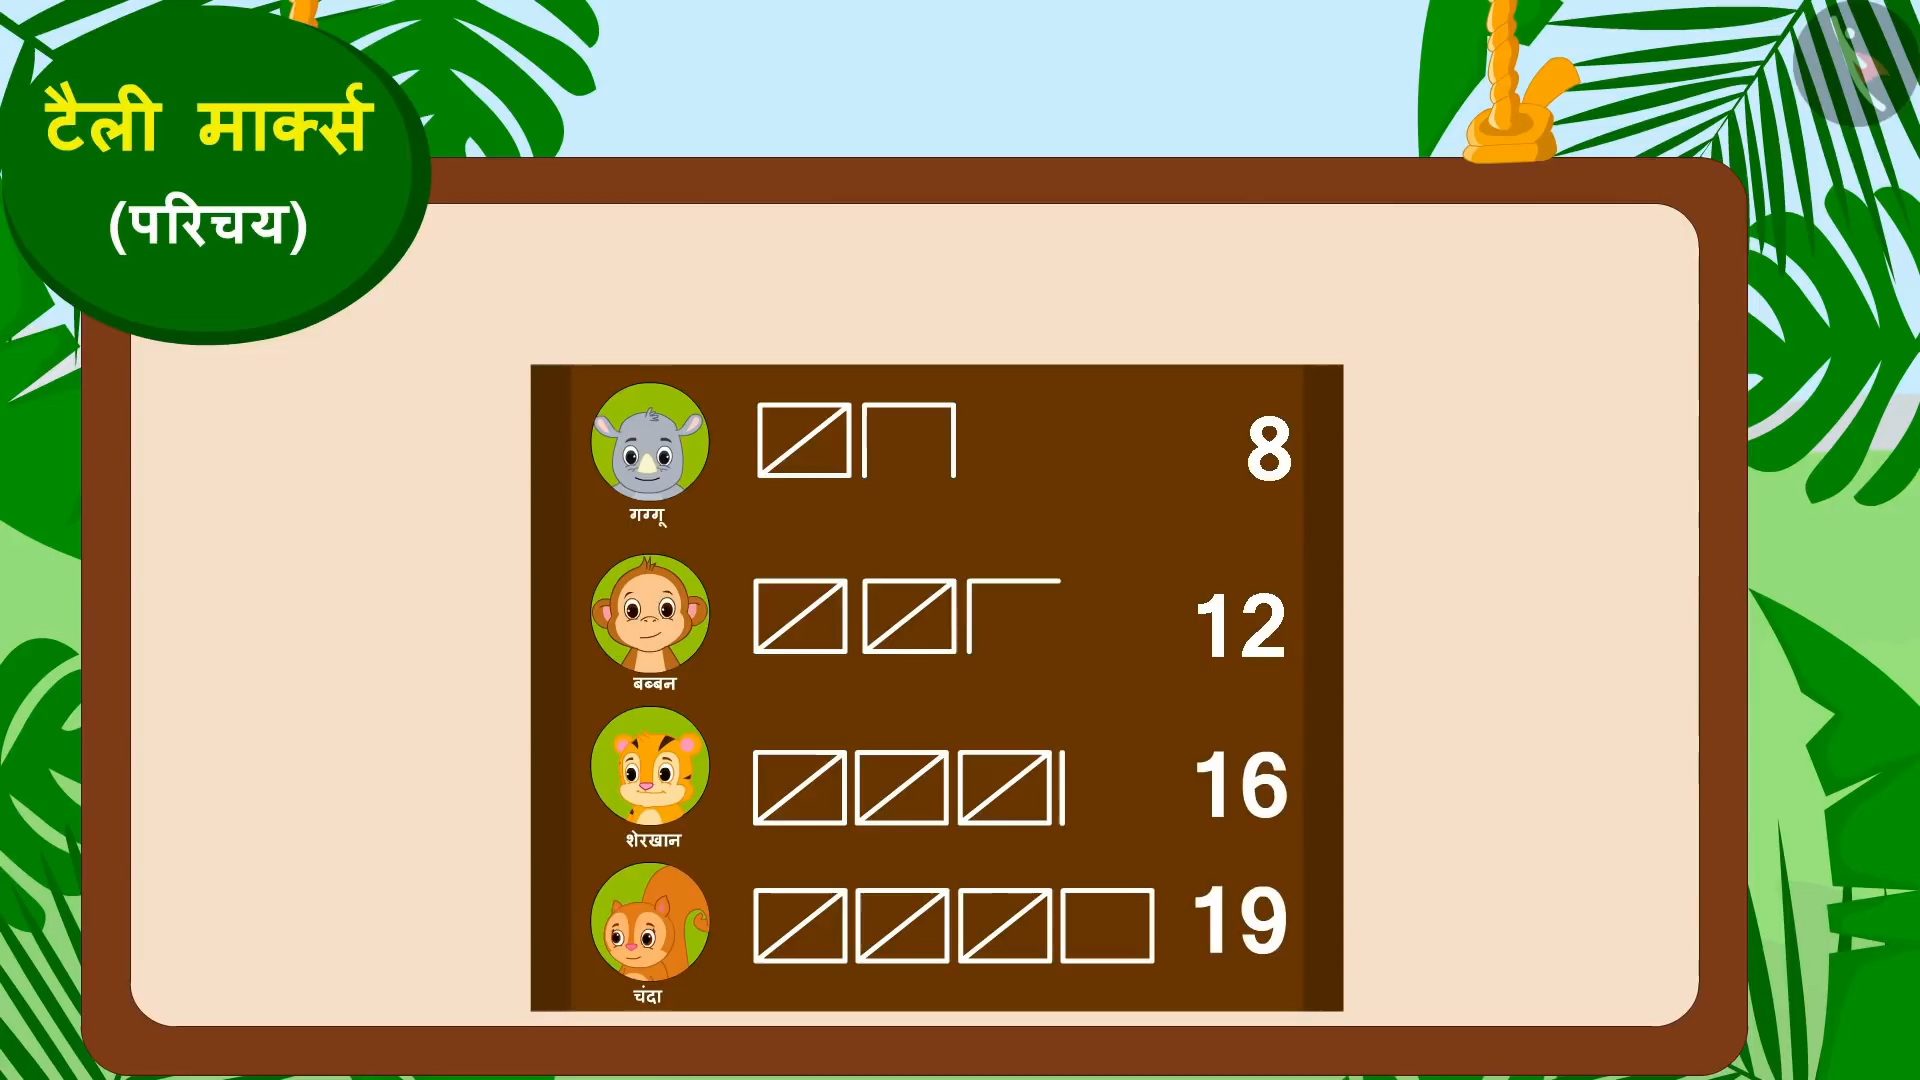 टैली मार्क्स
(परिचय)
8
गग्गू
12
बब्बन
16
शेरखान
19
चंदा